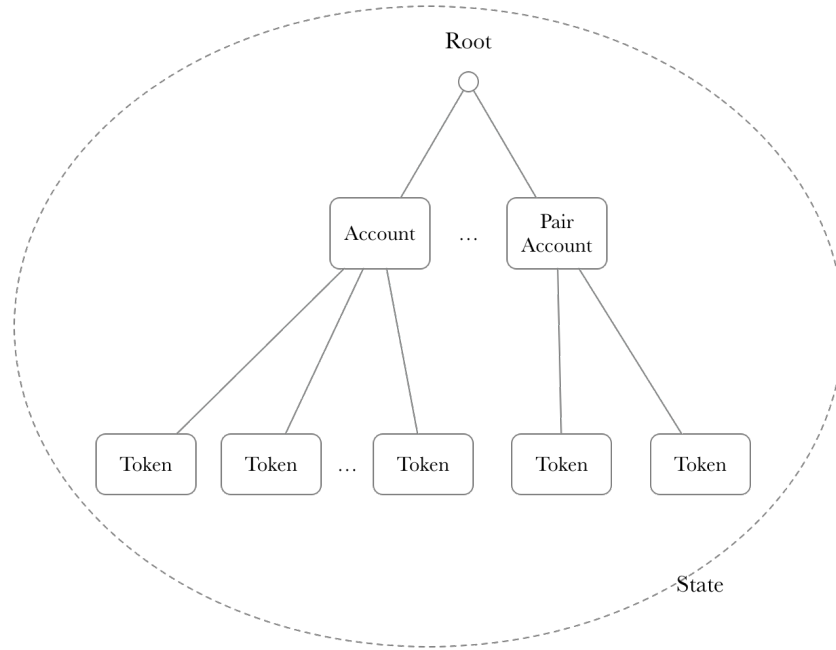 Root
Account
...
Pair
Account
Token
Token
...
Token
Token
Token
State